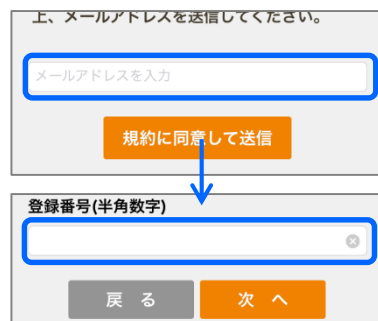 上、メールアドレスを送信してください。
メールアドレスを入力
規約に同意して送信
登録番号(半角数字)
戻　る
次　へ